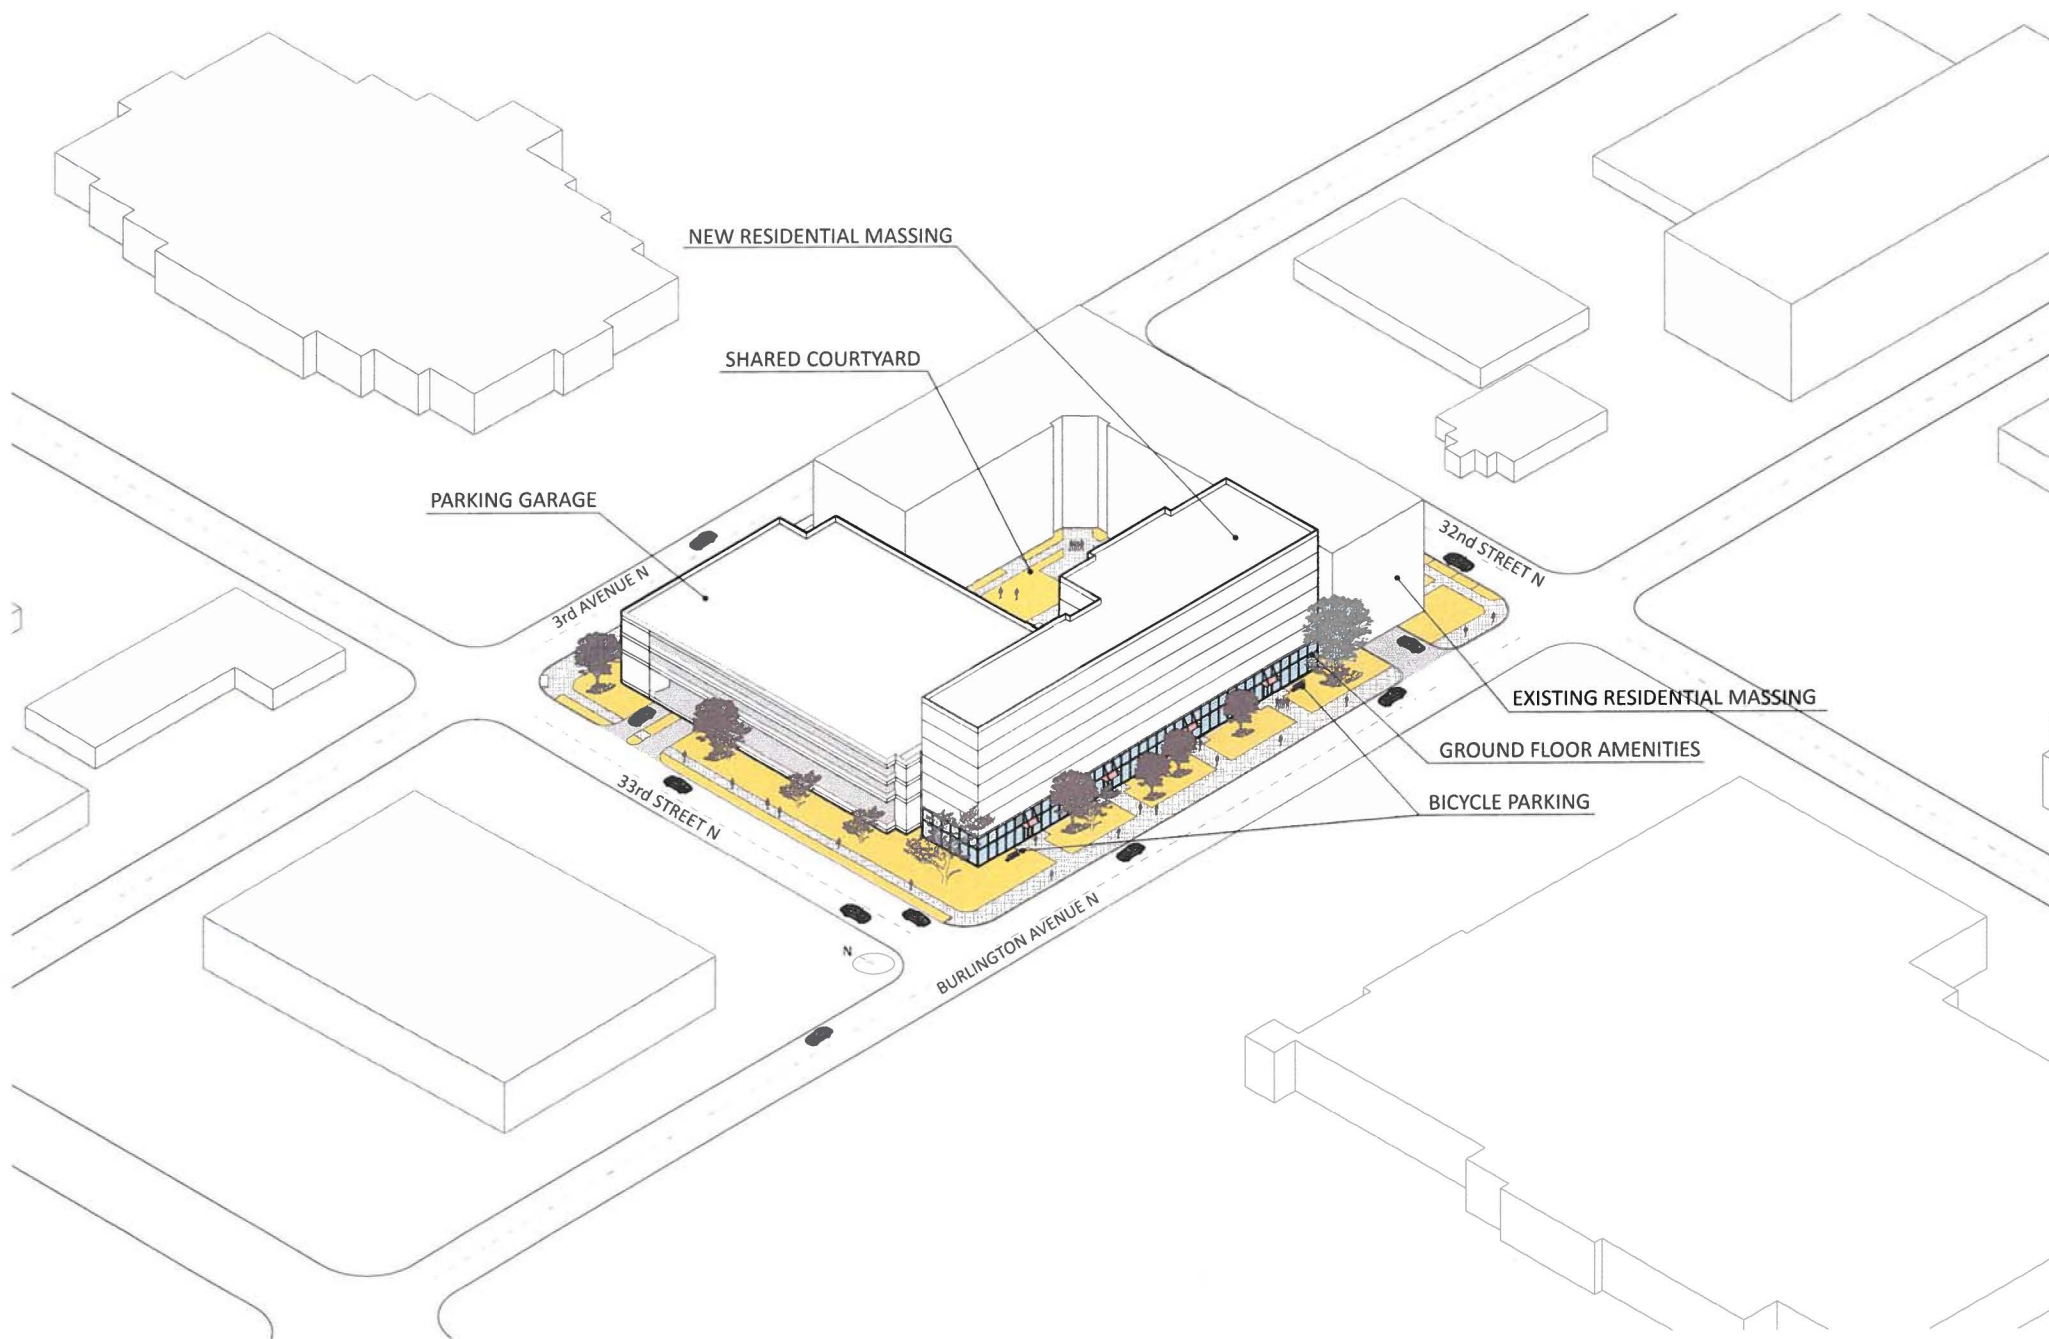 NEW RESIDENTIAL MASSING
SHARED COURTYARD
PARKING GARAGE
32nd STREET N
3rd AVENUE N
EXISTING RESIDENTIAL MASSING
GROUND FLOOR AMENITIES
33rd STREET N
BICYCLE PARKING
N
BURLINGTON AVENUE N